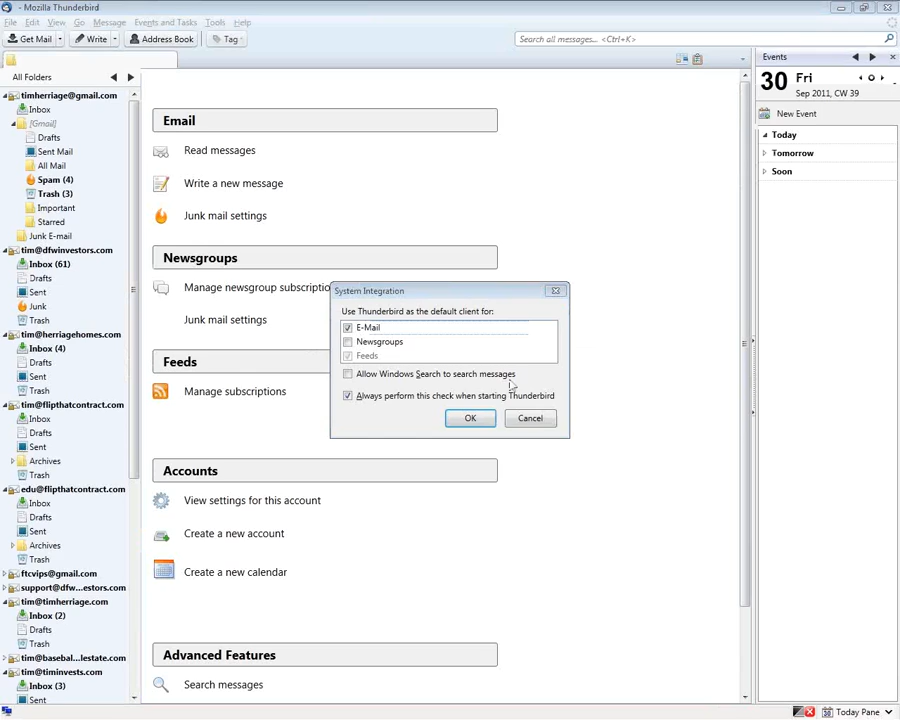 - Mozilla Thunderbird
File Edit View Go Message Events and Tasks Tools Help
Get Mail Write Address Book Tag Search all messages... <Ctrl+K>
All Folders
timherriage@gmail.com
Inbox
[Gmail]
Drafts
Sent Mail
All Mail
Spam (4)
Trash (3)
Important
Starred
Junk E-mail
tim@dfwinvestors.com
Inbox (61)
Drafts
Sent
Junk
Trash
tim@herriagehomes.com
Inbox (4)
Drafts
Sent
Trash
tim@flipthatcontract.com
Inbox
Drafts
Sent
Archives
Trash
edu@flipthatcontract.com
Inbox
Drafts
Sent
Archives
Trash
ftcvips@gmail.com
support@dfw...estors.com
tim@timherriage.com
Inbox (2)
Drafts
Trash
tim@basebal...lestate.com
tim@timinvests.com
Inbox (3)
Sent
Email
Read messages
Write a new message
Junk mail settings
Newsgroups
Manage newsgroup subscriptio
Junk mail settings
Feeds
Manage subscriptions
Accounts
View settings for this account
Create a new account
Create a new calendar
Advanced Features
Search messages
System Integration
Use Thunderbird as the default client for:
E-Mail
Newsgroups
Feeds
Allow Windows Search to search messages
Always perform this check when starting Thunderbird
OK Cancel
Events
30 Fri
Sep 2011, CW 39
New Event
Today
Tomorrow
Soon
30 Today Pane